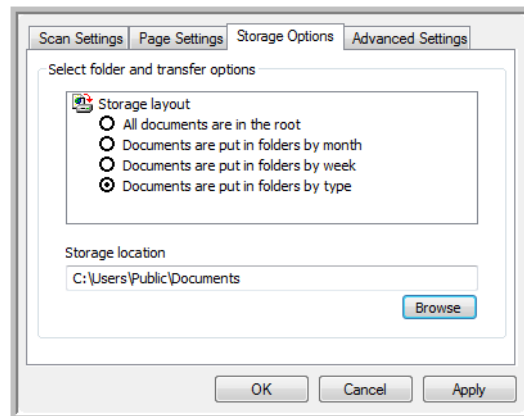 Scan Settings Page Settings Storage Options Advanced Settings
Select folder and transfer options
Storage layout
All documents are in the root
Documents are put in folders by month
Documents are put in folders by week
Documents are put in folders by type
Storage location
C:\Users\Public\Documents
Browse
OK Cancel Apply